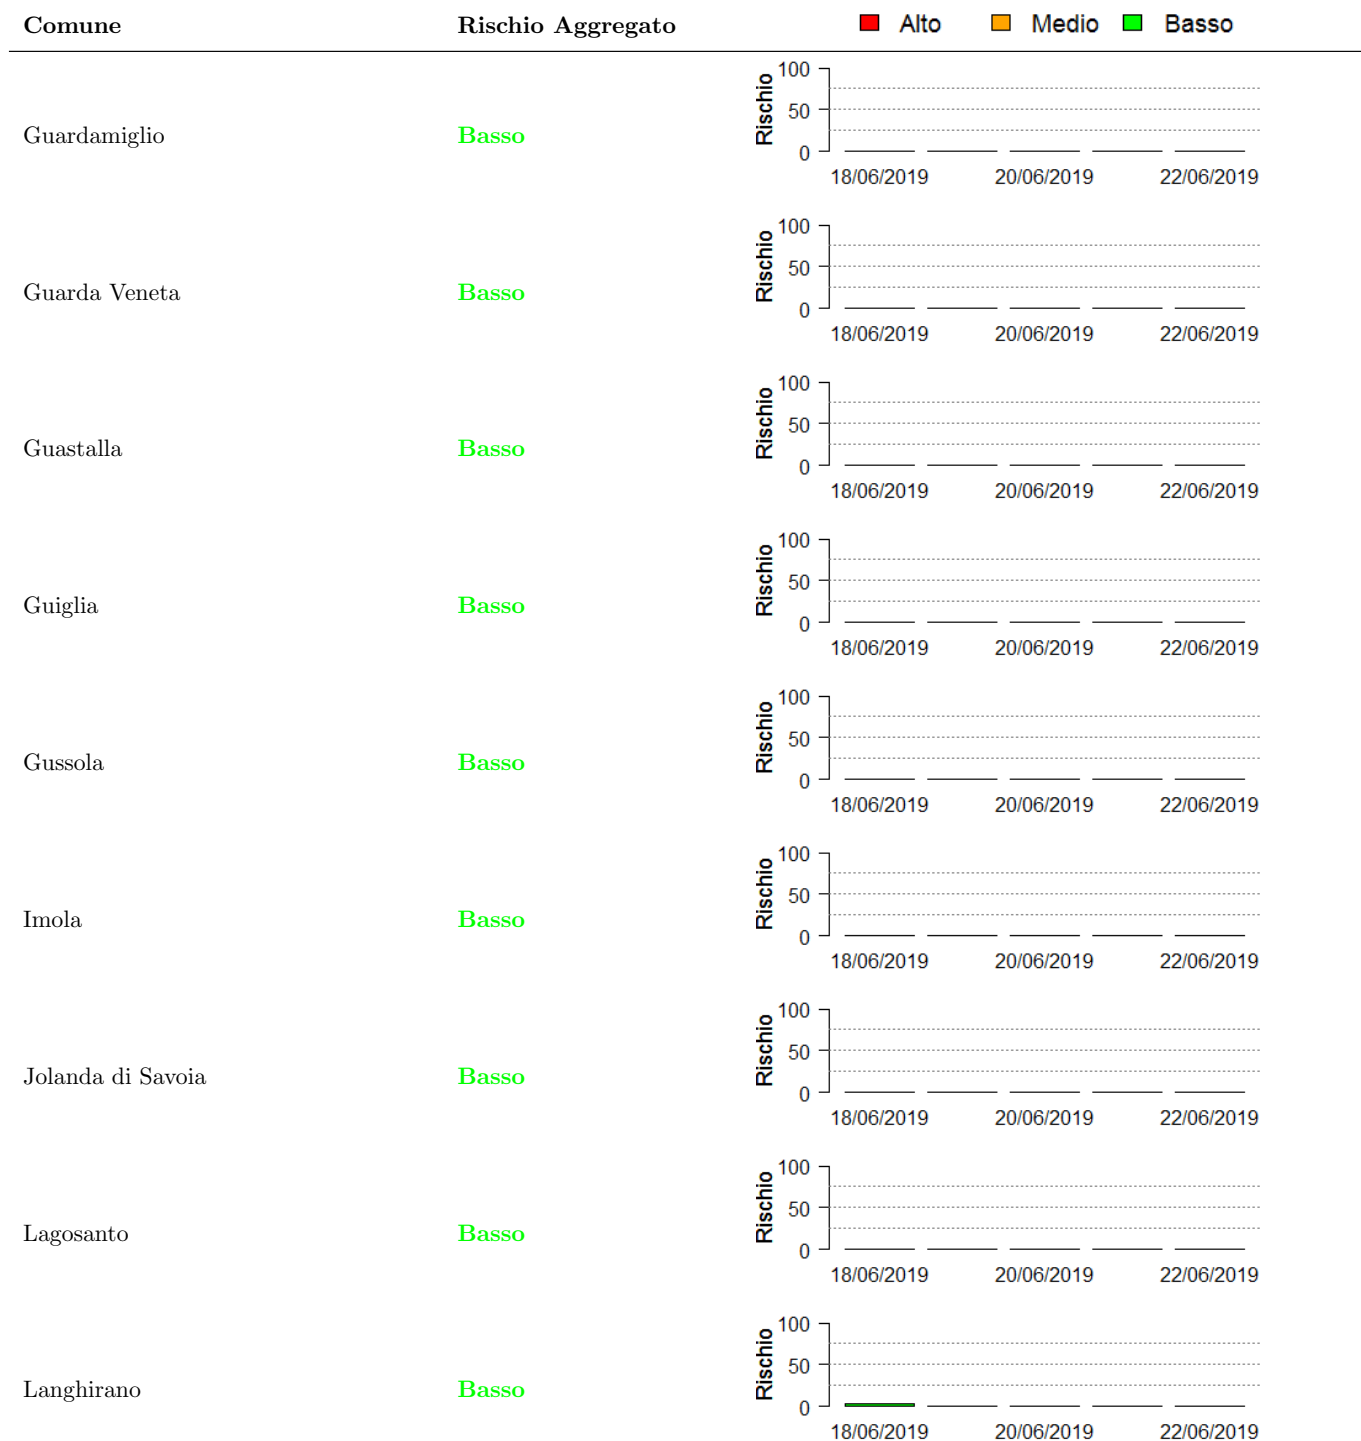 Comune Rischio Aggregato Alto Medio Basso
Guardamiglio Basso Rischio 100 50 0
18/06/2019 20/06/2019 22/06/2019
Guarda Veneta Basso Rischio 100 50 0
18/06/2019 20/06/2019 22/06/2019
Guastalla Basso Rischio 100 50 0
18/06/2019 20/06/2019 22/06/2019
Guiglia Basso Rischio 100 50 0
18/06/2019 20/06/2019 22/06/2019
Gussola Basso Rischio 100 50 0
18/06/2019 20/06/2019 22/06/2019
Imola Basso Rischio 100 50 0
18/06/2019 20/06/2019 22/06/2019
Jolanda di Savoia Basso Rischio 100 50 0
18/06/2019 20/06/2019 22/06/2019
Lagosanto Basso Rischio 100 50 0
18/06/2019 20/06/2019 22/06/2019
Langhirano Basso Rischio 100 50 0
18/06/2019 20/06/2019 22/06/2019